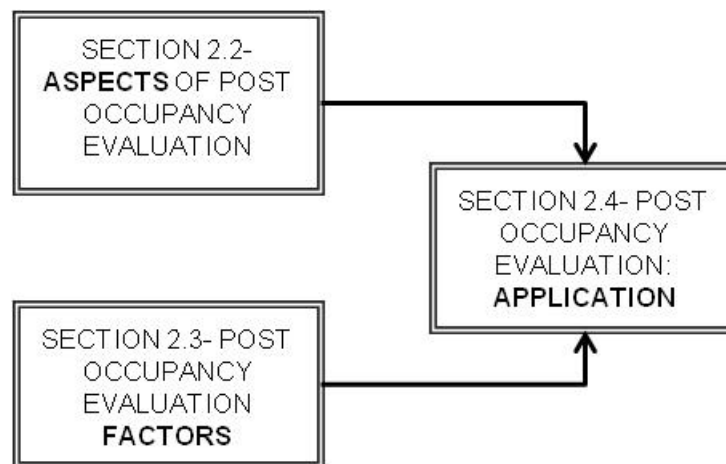 SECTION 2.2-
ASPECTS OF POST
OCCUPANCY
EVALUATION
SECTION 2.4- POST
OCCUPANCY
EVALUATION:
APPLICATION
SECTION 2.3- POST
OCCUPANCY
EVALUATION
FACTORS